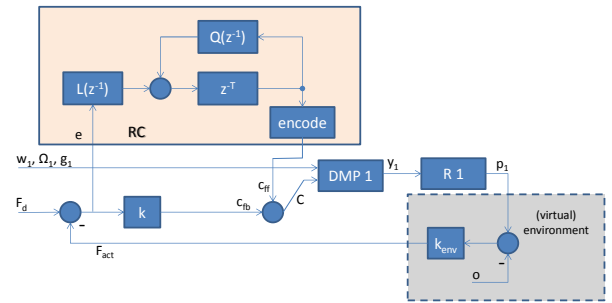 Q(z⁻¹)
L(z⁻¹)
z⁻ᵀ
RC
encode
e
w₁, Ω₁, g₁
DMP 1
y₁
R 1
p₁
c_ff
C
F_d
-
k
c_fb
(virtual)
environment
k_env
F_act
-
o